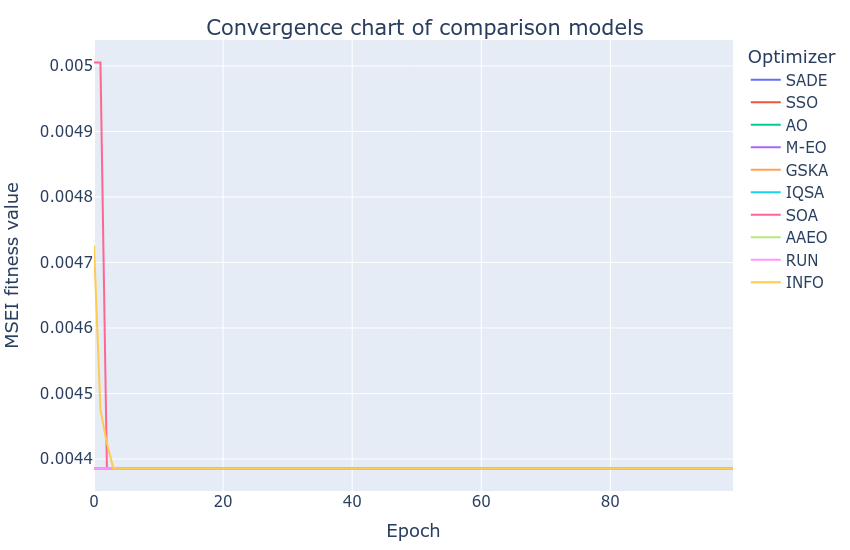 Convergence chart of comparison models
MSEI fitness value
0.005
0.0049
0.0048
0.0047
0.0046
0.0045
0.0044
0
20
40
60
80
Epoch
Optimizer
SADE
SSO
AO
M-EO
GSKA
IQSA
SOA
AAEO
RUN
INFO